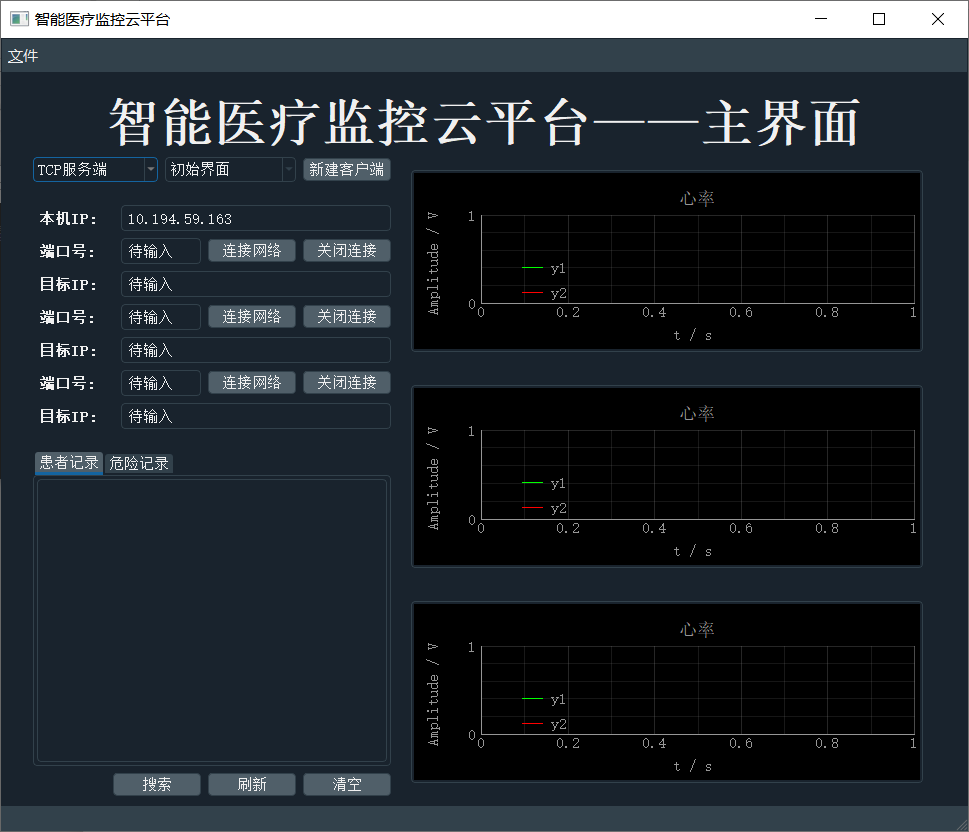 智能医疗监控云平台
文件
智能医疗监控云平台——主界面
TCP服务端 初始界面 新建客户端
本机IP： 10.194.59.163
端口号： 待输入 连接网络 关闭连接
目标IP： 待输入
端口号： 待输入 连接网络 关闭连接
目标IP： 待输入
端口号： 待输入 连接网络 关闭连接
目标IP： 待输入
患者记录 危险记录
搜索 刷新 清空
心率
Amplitude / V
1
y1
y2
0
0 0.2 0.4 0.6 0.8 1
t / s
心率
Amplitude / V
1
y1
y2
0
0 0.2 0.4 0.6 0.8 1
t / s
心率
Amplitude / V
1
y1
y2
0
0 0.2 0.4 0.6 0.8 1
t / s